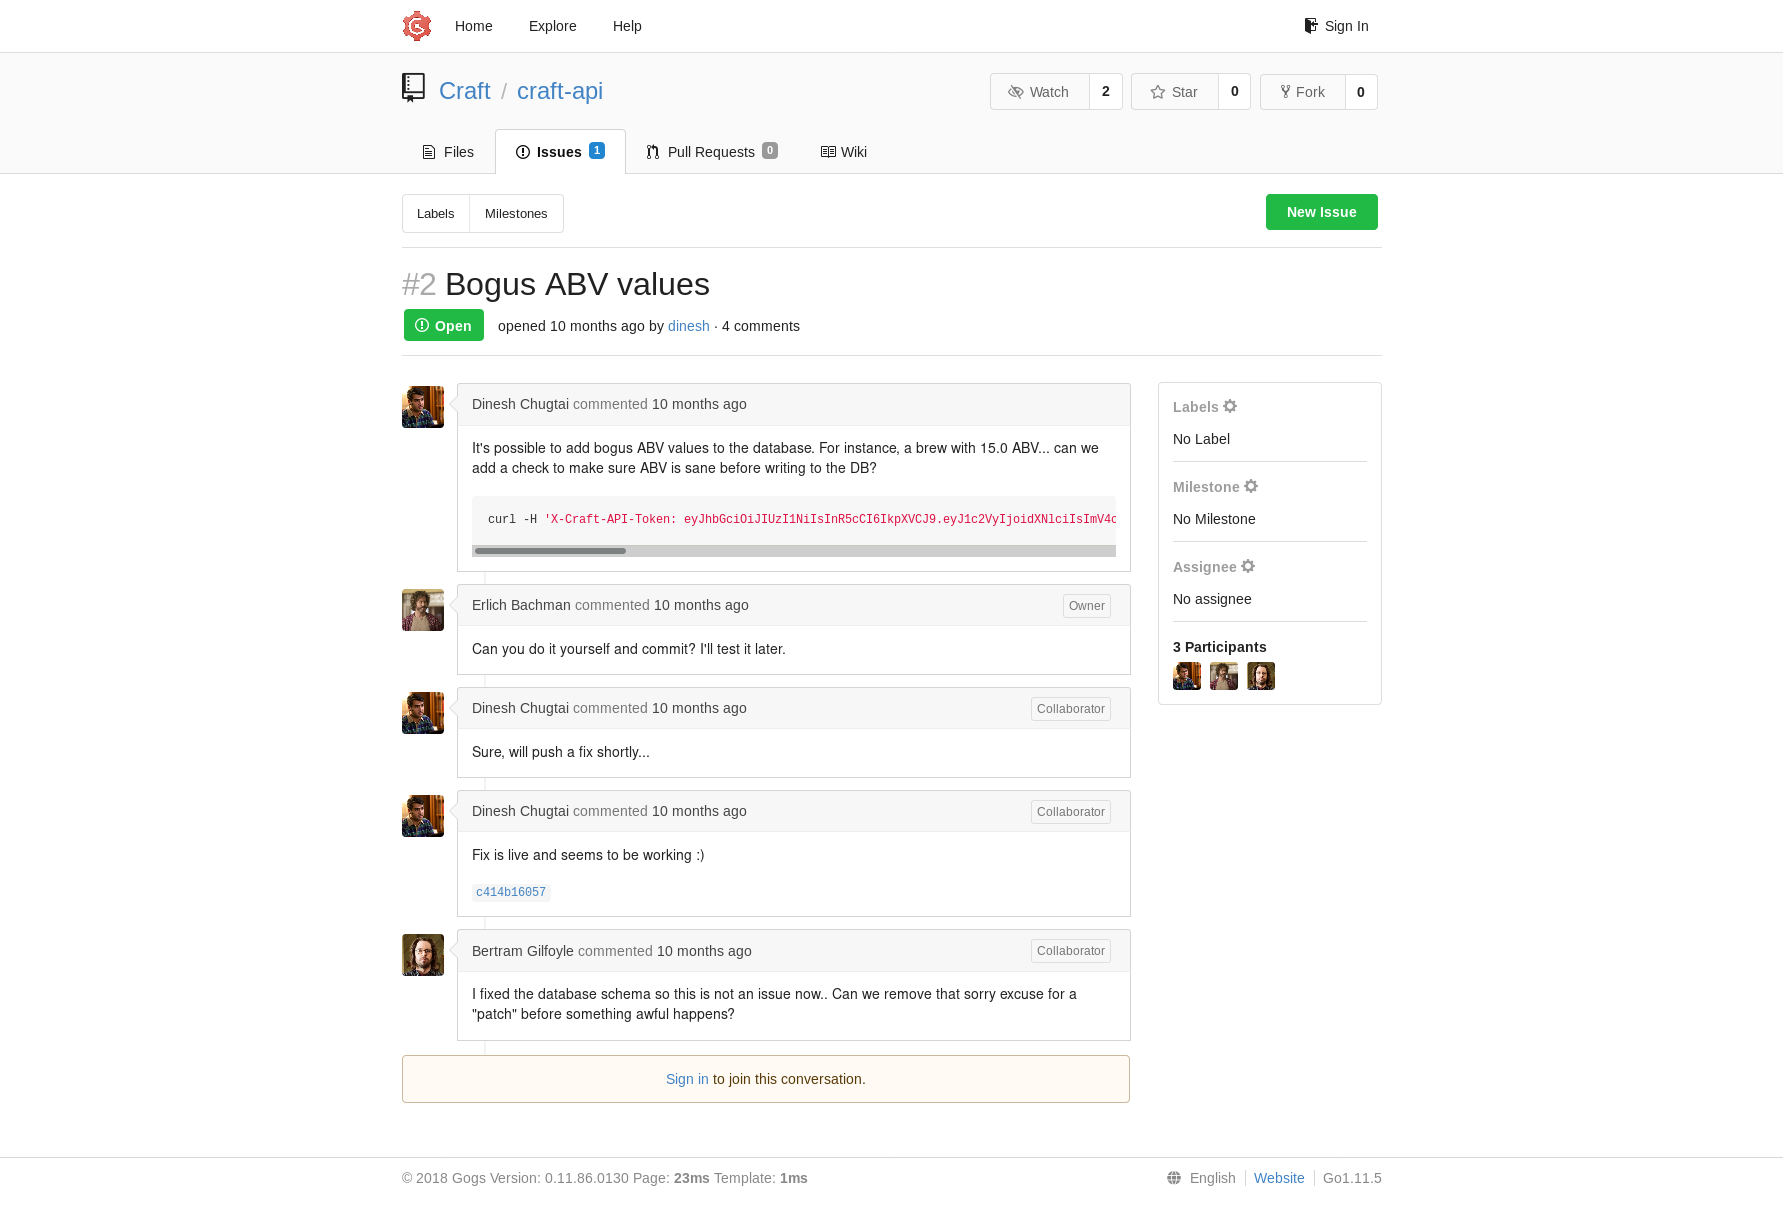 Home Explore Help Sign In
Craft / craft-api Watch 2 Star 0 Fork 0
Files Issues 1 Pull Requests 0 Wiki
Labels Milestones New Issue
#2 Bogus ABV values
Open opened 10 months ago by dinesh · 4 comments
Dinesh Chugtai commented 10 months ago
It's possible to add bogus ABV values to the database. For instance, a brew with 15.0 ABV... can we
add a check to make sure ABV is sane before writing to the DB?
curl -H 'X-Craft-API-Token: eyJhbGciOiJIUzI1NiIsInR5cCI6IkpXVCJ9.eyJ1c2VyIjoidXNlciIsImV4c
Erlich Bachman commented 10 months ago Owner
Can you do it yourself and commit? I'll test it later.
Dinesh Chugtai commented 10 months ago Collaborator
Sure, will push a fix shortly...
Dinesh Chugtai commented 10 months ago Collaborator
Fix is live and seems to be working :)
c414b16057
Bertram Gilfoyle commented 10 months ago Collaborator
I fixed the database schema so this is not an issue now.. Can we remove that sorry excuse for a
"patch" before something awful happens?
Sign in to join this conversation.
Labels
No Label
Milestone
No Milestone
Assignee
No assignee
3 Participants
© 2018 Gogs Version: 0.11.86.0130 Page: 23ms Template: 1ms English Website Go1.11.5